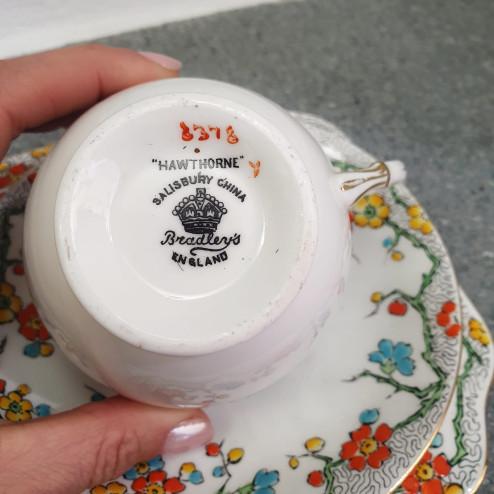 8378
"HAWTHORNE" Y
SALISBURY CHINA
Bradley's
ENGLAND